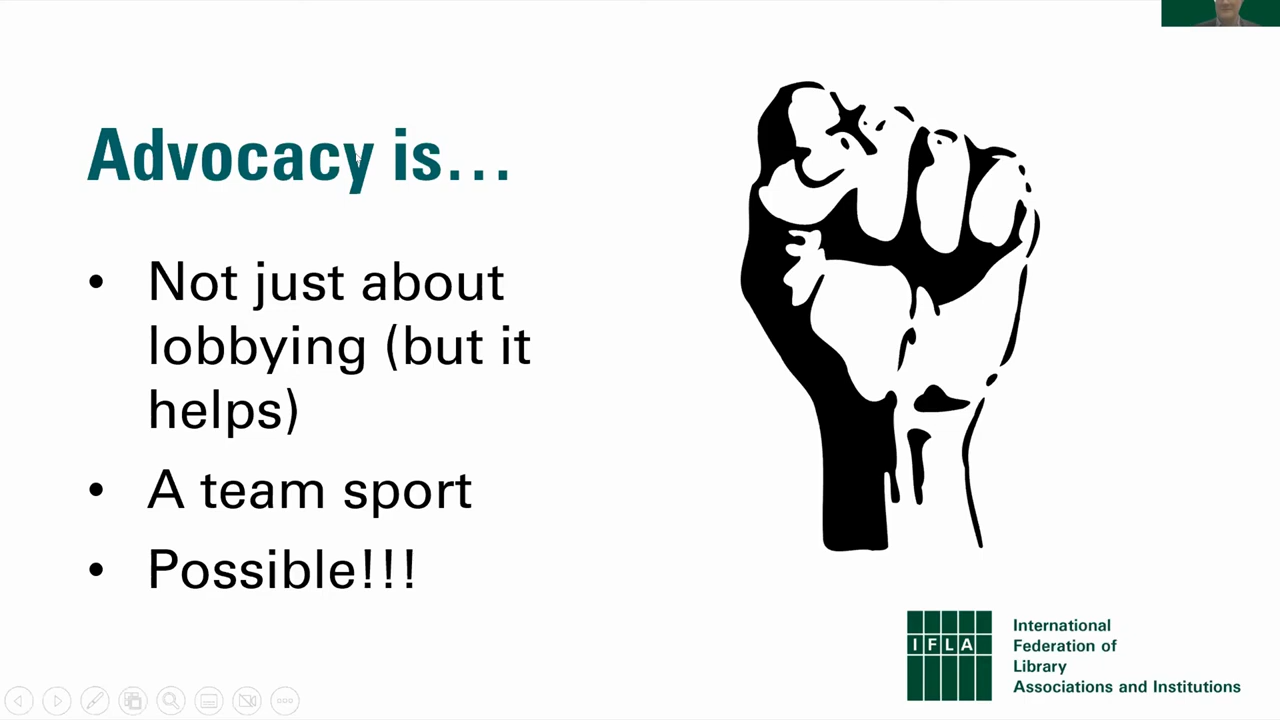 Advocacy is...
• Not just about
lobbying (but it
helps)
• A team sport
• Possible!!!
IFLA
International
Federation of
Library
Associations and Institutions